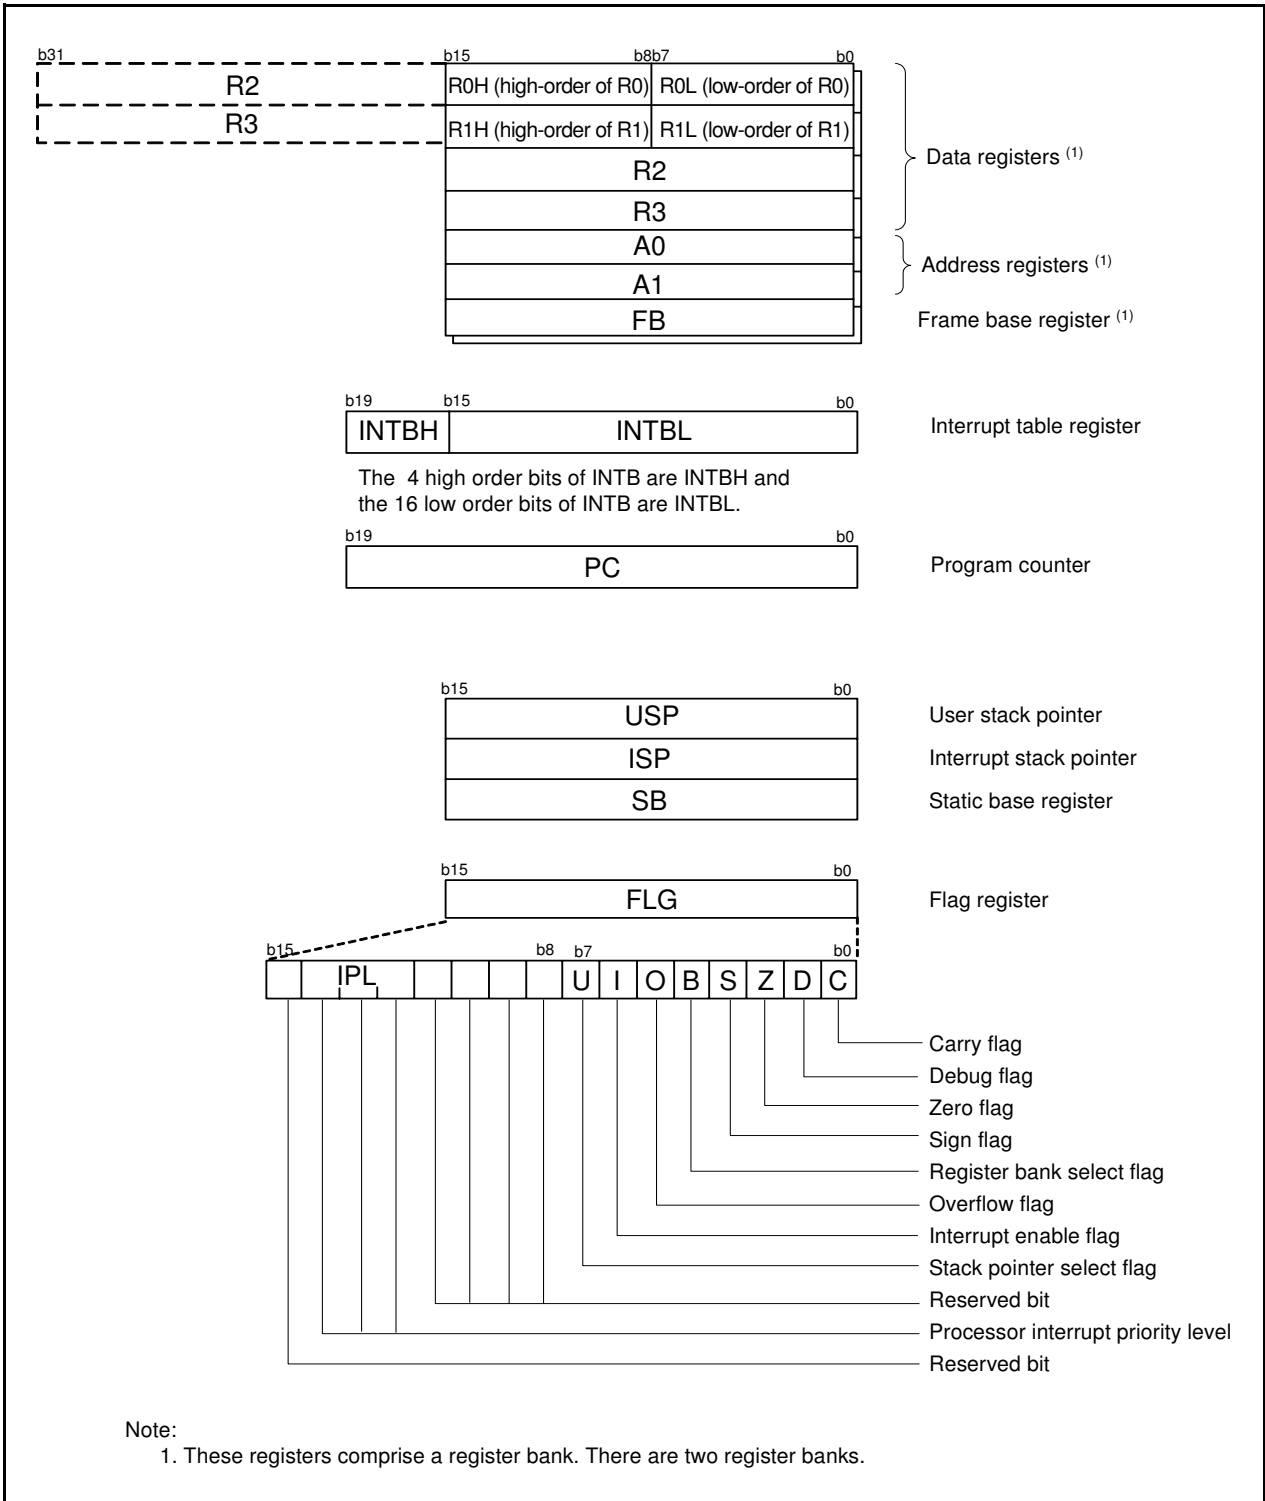 b31 b15 b8b7 b0
R2 R0H (high-order of R0) R0L (low-order of R0)
R3 R1H (high-order of R1) R1L (low-order of R1)
R2
Data registers (1)
R3
A0
Address registers (1)
A1
FB
Frame base register (1)
b19 b15 b0
INTBH INTBL Interrupt table register
The 4 high order bits of INTB are INTBH and
the 16 low order bits of INTB are INTBL.
b19 b0
PC Program counter
b15 b0
USP User stack pointer
ISP Interrupt stack pointer
SB Static base register
b15 b0
FLG Flag register
b15 b8 b7 b0
IPL U I O B S Z D C
Carry flag
Debug flag
Zero flag
Sign flag
Register bank select flag
Overflow flag
Interrupt enable flag
Stack pointer select flag
Reserved bit
Processor interrupt priority level
Reserved bit
Note:
1. These registers comprise a register bank. There are two register banks.